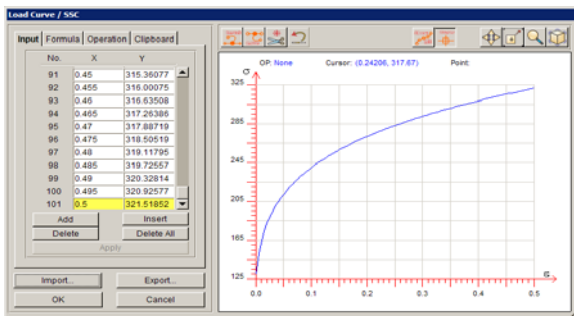 Load Curve / SSC
Input Formula Operation Clipboard
No. X Y
91 0.45 315.36077
92 0.455 316.00075
93 0.46 316.63508
94 0.465 317.26386
95 0.47 317.88719
96 0.475 318.50519
97 0.48 319.11795
98 0.485 319.72557
99 0.49 320.32814
100 0.495 320.92577
101 0.5 321.51852
Add Insert
Delete Delete All
Apply
Import... Export...
OK Cancel
OP: None Cursor: (0.24206, 317.67) Point:
σ
325
285
245
205
165
125
ε
0.0 0.1 0.2 0.3 0.4 0.5